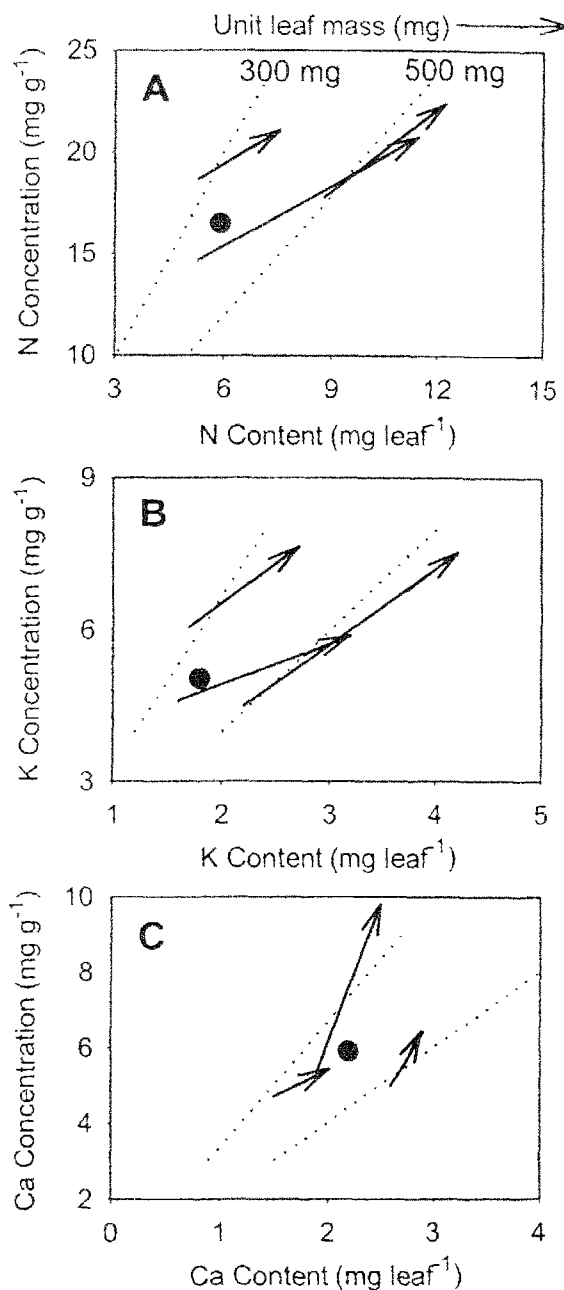 Unit leaf mass (mg)
25
A
300 mg
500 mg
20
15
10
N Concentration (mg g⁻¹)
3
6
9
12
15
N Content (mg leaf⁻¹)
9
B
6
3
K Concentration (mg g⁻¹)
1
2
3
4
5
K Content (mg leaf⁻¹)
10
C
8
6
4
2
Ca Concentration (mg g⁻¹)
0
1
2
3
4
Ca Content (mg leaf⁻¹)